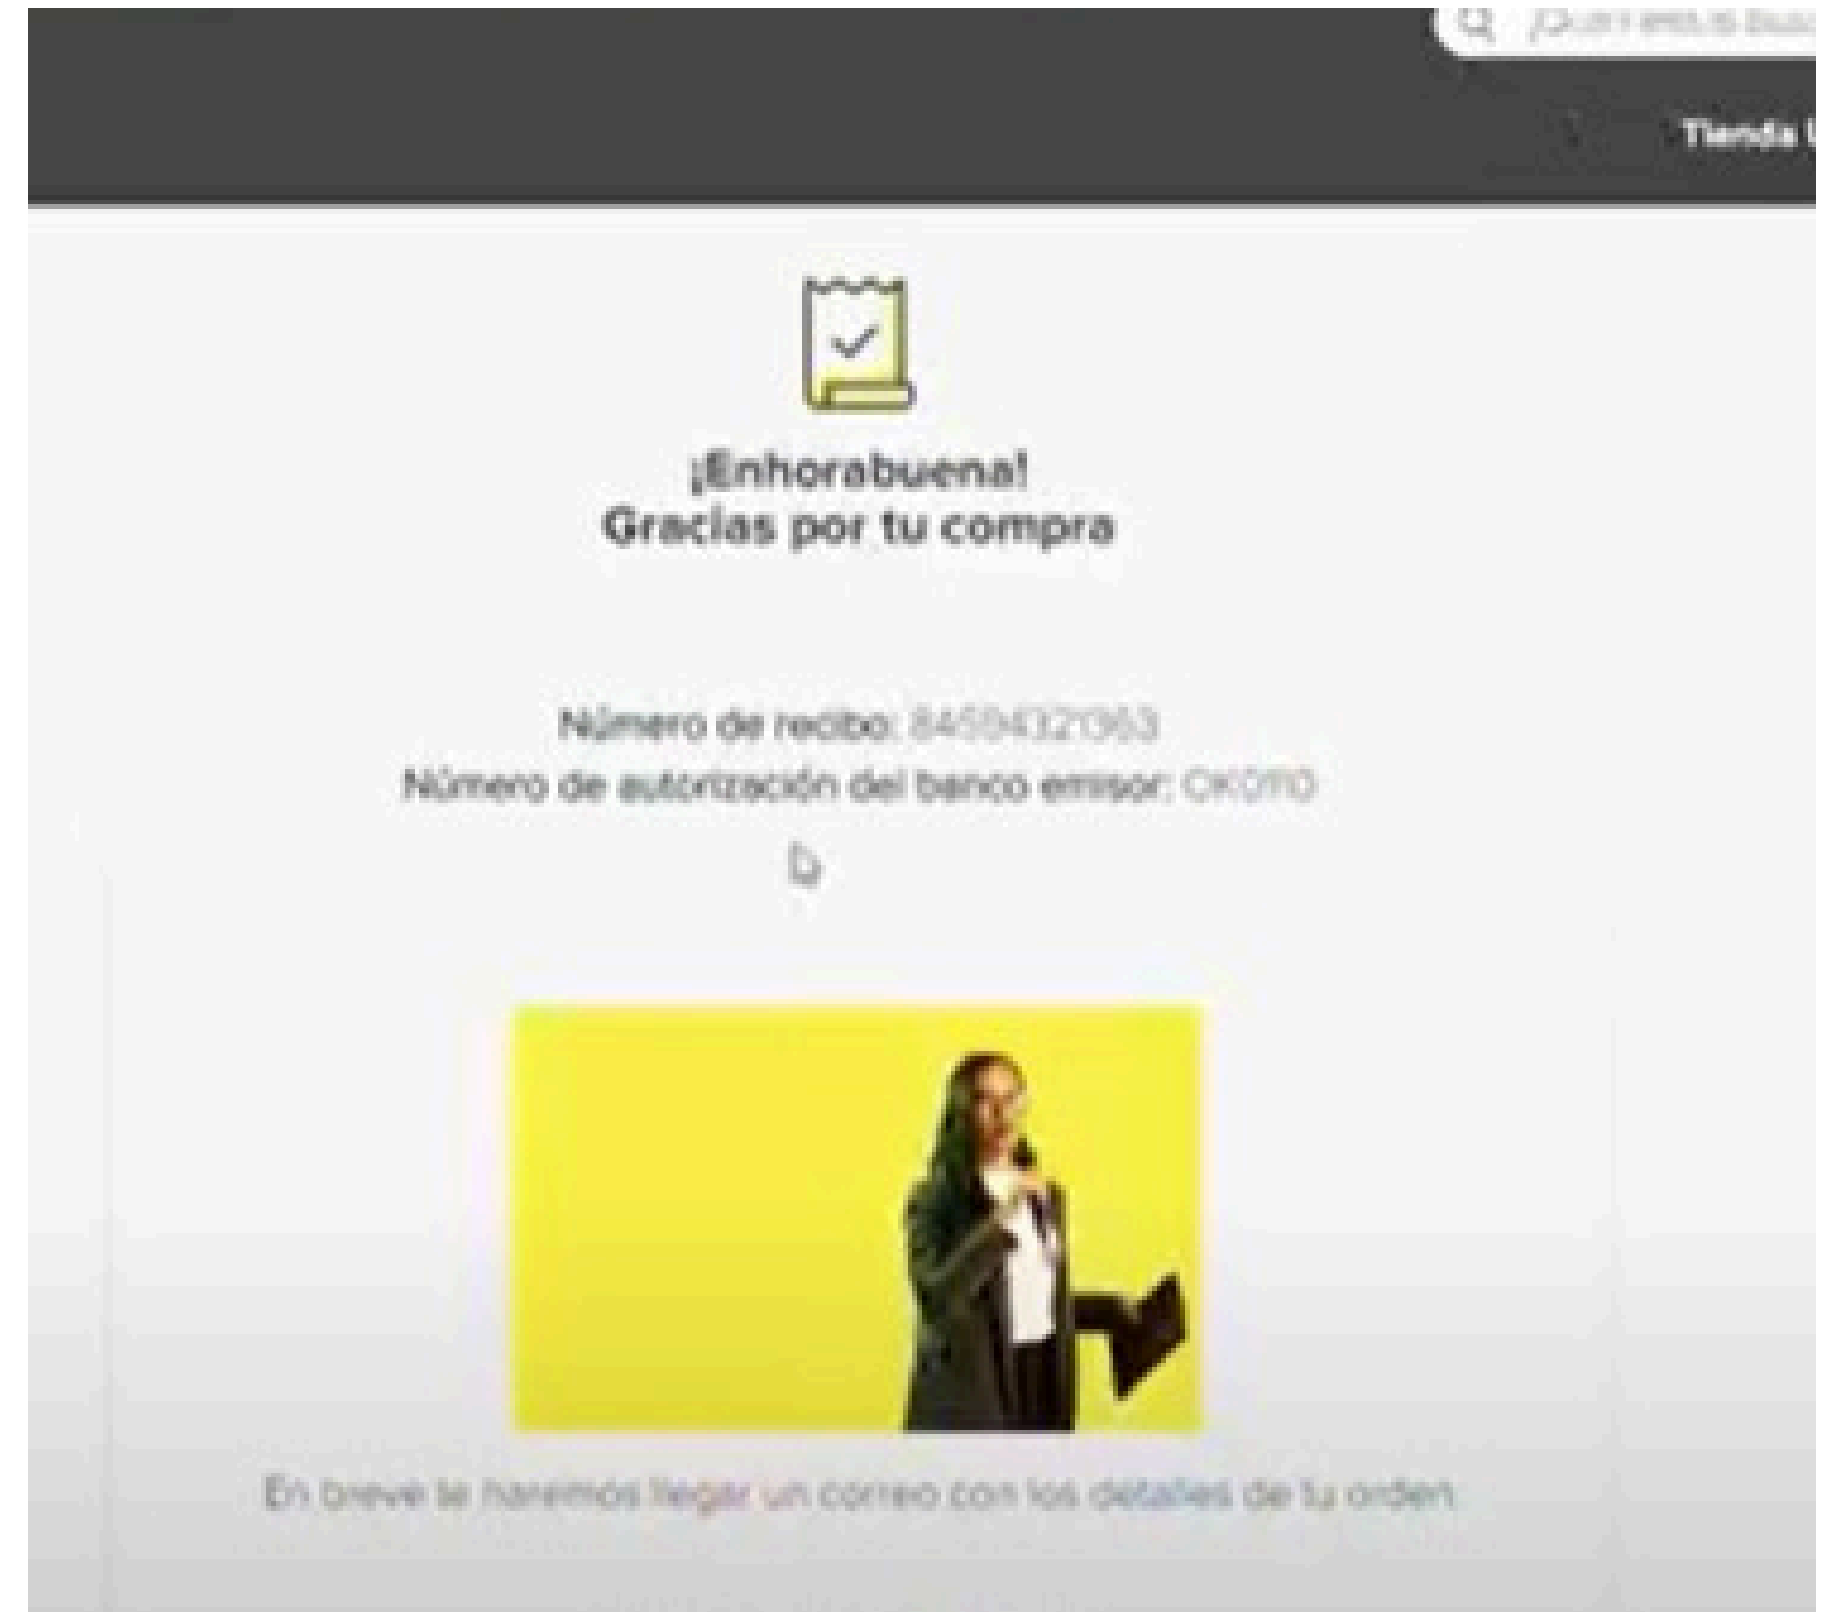 Tienda
¡Enhorabuena!
Gracias por tu compra
Número de recibo:
Número de autorización del banco emisor:
En breve te haremos llegar un correo con los detalles de tu orden